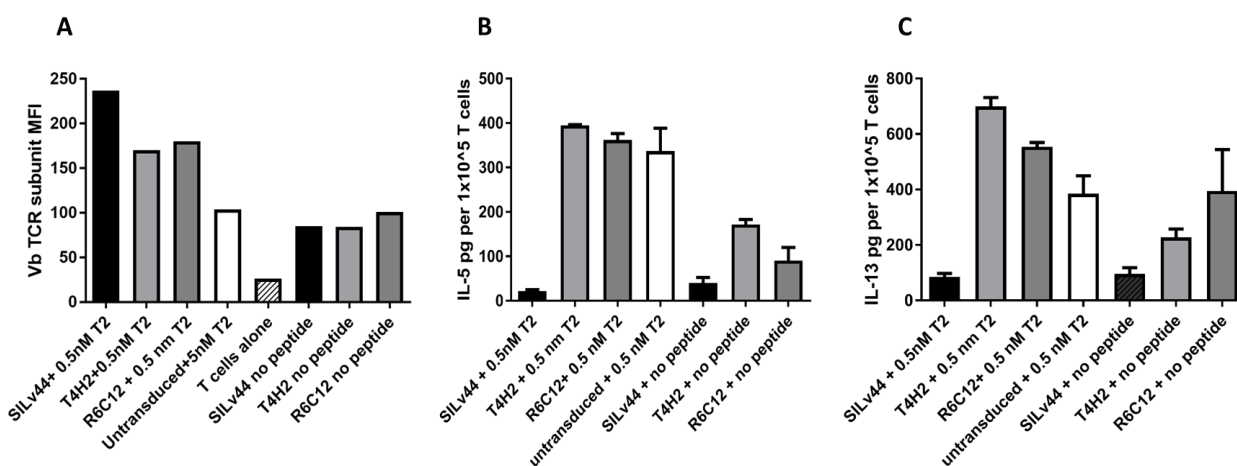 A
Vb TCR subunit MFI
250
200
150
100
50
0
SILv44+ 0.5nM T2
T4H2+0.5nM T2
R6C12 + 0.5 nm T2
Untransduced+5nM T2
T cells alone
SILv44 no peptide
T4H2 no peptide
R6C12 no peptide
B
IL-5 pg per 1x10^5 T cells
500
400
300
200
100
0
SILv44 + 0.5nM T2
T4H2 + 0.5 nm T2
R6C12+ 0.5 nM T2
untransduced + 0.5 nM T2
SILv44 + no peptide
T4H2 + no peptide
R6C12 + no peptide
C
IL-13 pg per 1x10^5 T cells
800
600
400
200
0
SILv44 + 0.5nM T2
T4H2 + 0.5 nm T2
R6C12+ 0.5 nM T2
untransduced + 0.5 nM T2
SILv44 + no peptide
T4H2 + no peptide
R6C12 + no peptide